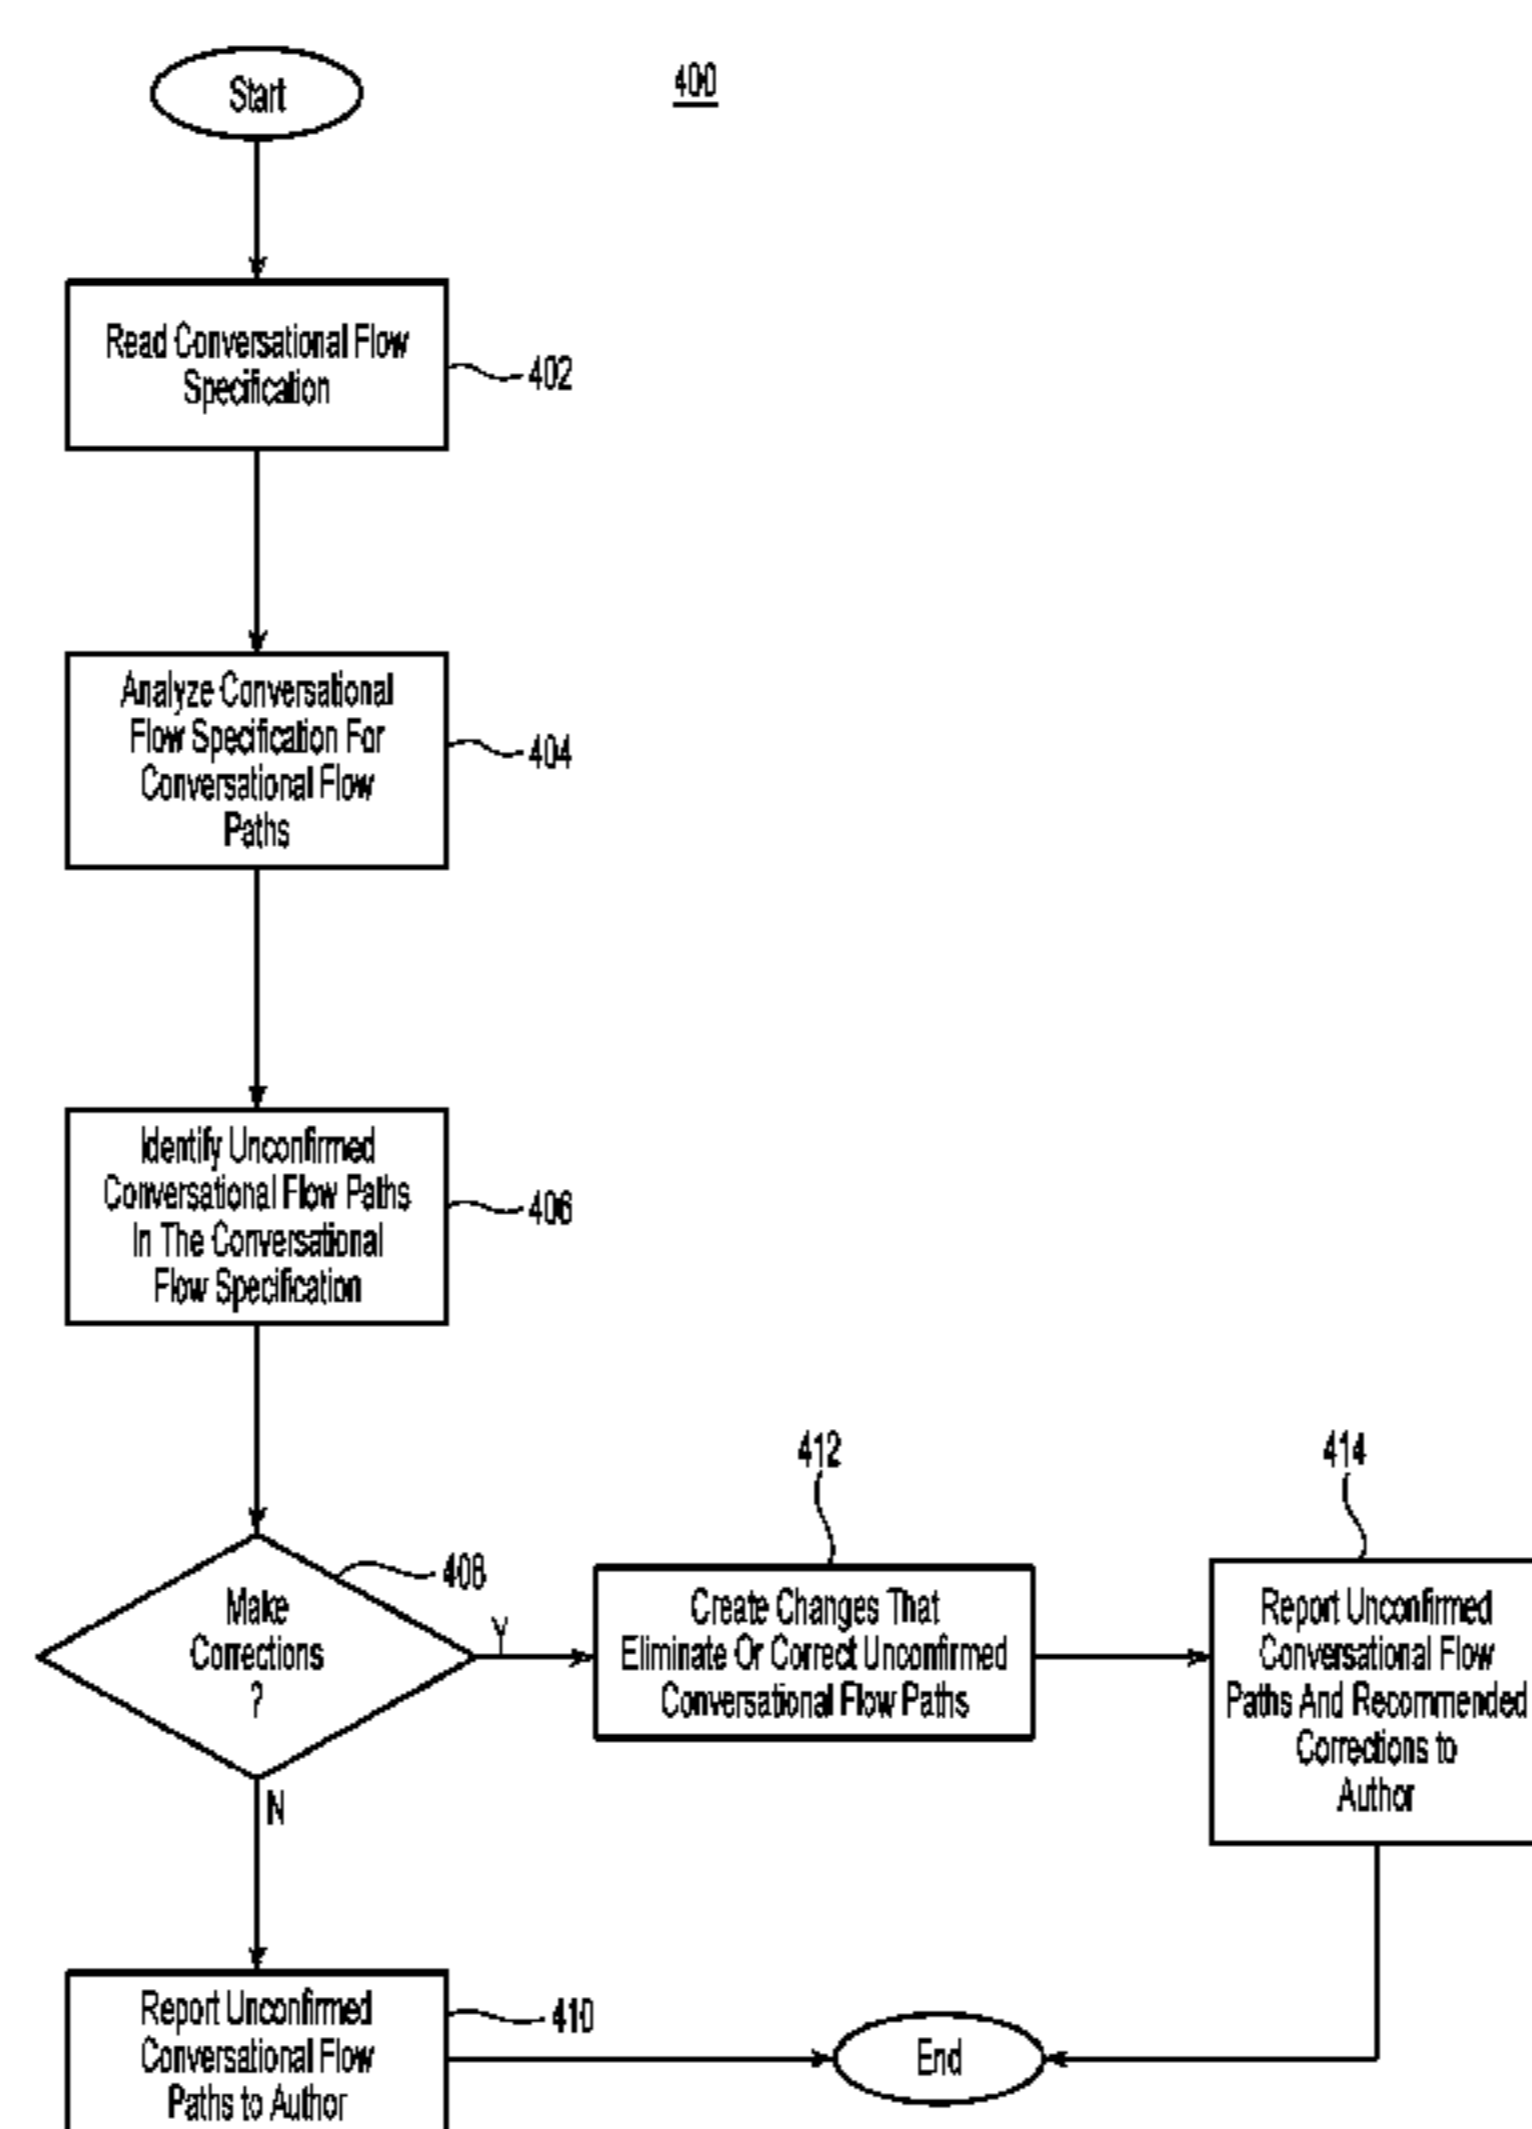 Start
400
Read Conversational Flow
Specification
402
Analyze Conversational
Flow Specification For
Conversational Flow
Paths
404
Identify Unconfirmed
Conversational Flow Paths
In The Conversational
Flow Specification
406
Make
Corrections
?
408
Y
N
412
Create Changes That
Eliminate Or Correct Unconfirmed
Conversational Flow Paths
414
Report Unconfirmed
Conversational Flow
Paths And Recommended
Corrections to
Author
Report Unconfirmed
Conversational Flow
Paths to Author
410
End